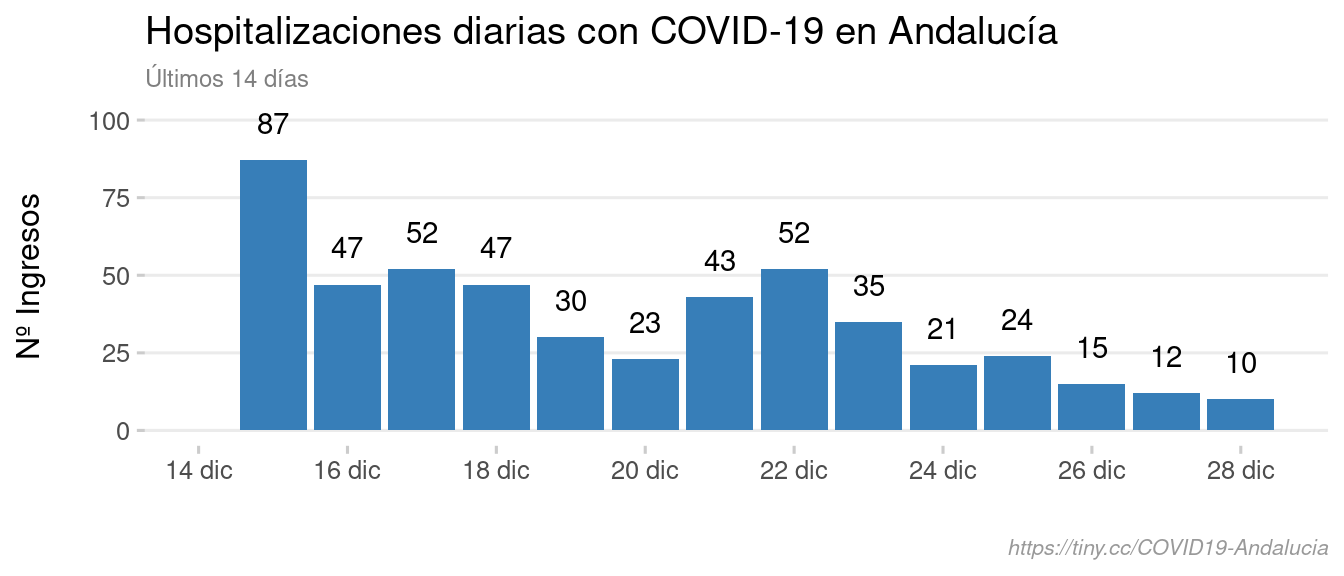 Hospitalizaciones diarias con COVID-19 en Andalucía
Últimos 14 días
Nº Ingresos
100
75
50
25
0
87
47
52
47
30
23
43
52
35
21
24
15
12
10
14 dic
16 dic
18 dic
20 dic
22 dic
24 dic
26 dic
28 dic
https://tiny.cc/COVID19-Andalucia